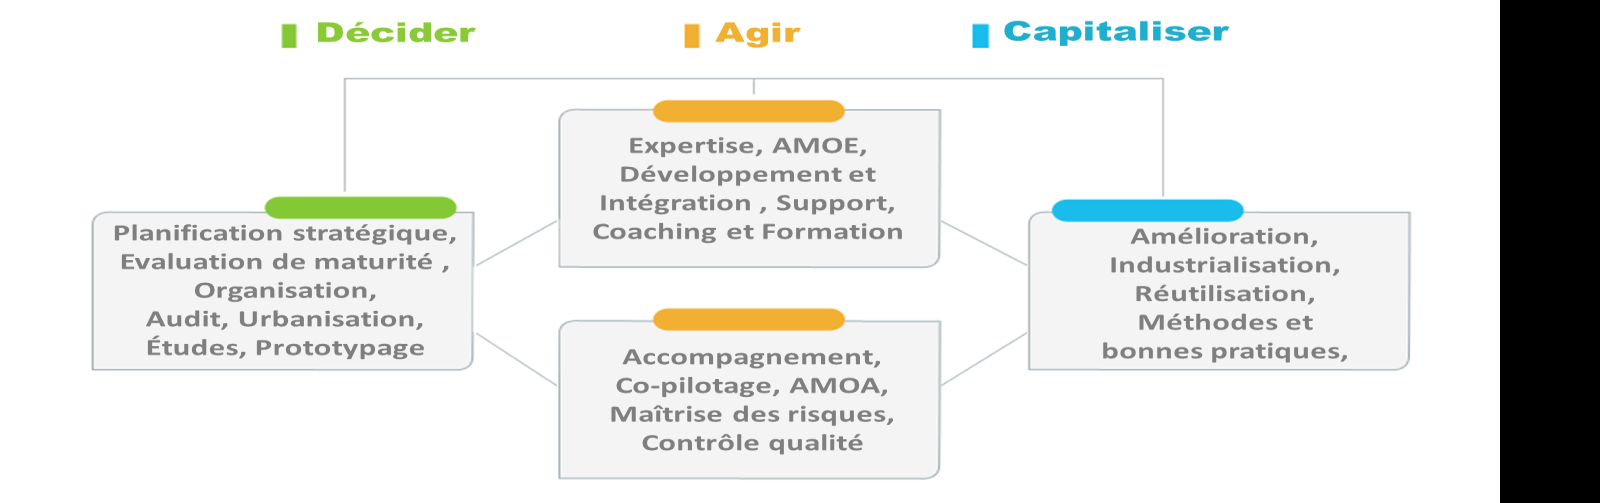 Décider
Agir
Capitaliser
Expertise, AMOE,
Développement et
Intégration , Support,
Coaching et Formation
Planification stratégique,
Evaluation de maturité ,
Organisation,
Audit, Urbanisation,
Études, Prototypage
Amélioration,
Industrialisation,
Réutilisation,
Méthodes et
bonnes pratiques,
Accompagnement,
Co-pilotage, AMOA,
Maîtrise des risques,
Contrôle qualité